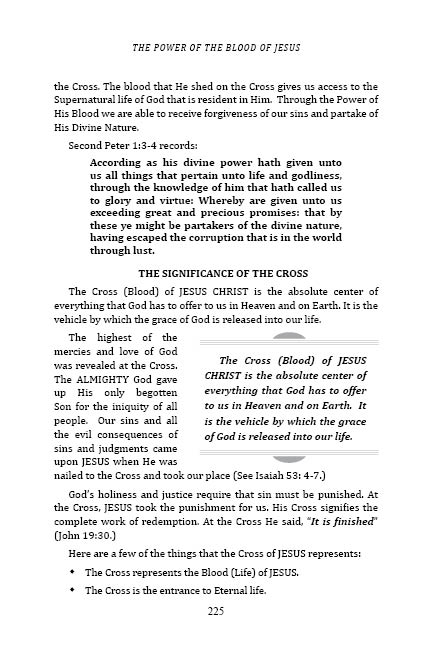 THE POWER OF THE BLOOD OF JESUS
the Cross. The blood that He shed on the Cross gives us access to the
Supernatural life of God that is resident in Him.  Through the Power of
His Blood we are able to receive forgiveness of our sins and partake of
His Divine Nature.
Second Peter 1:3-4 records:
According as his divine power hath given unto
us all things that pertain unto life and godliness,
through the knowledge of him that hath called us
to glory and virtue: Whereby are given unto us
exceeding great and precious promises: that by
these ye might be partakers of the divine nature,
having escaped the corruption that is in the world
through lust.
THE SIGNIFICANCE OF THE CROSS
The Cross (Blood) of JESUS CHRIST is the absolute center of
everything that God has to offer to us in Heaven and on Earth. It is the
vehicle by which the grace of God is released into our life.
The highest of the
mercies and love of God
was revealed at the Cross.
The ALMIGHTY God gave
up His only begotten
Son for the iniquity of all
people.  Our sins and all
the evil consequences of
sins and judgments came
upon JESUS when He was
nailed to the Cross and took our place (See Isaiah 53: 4-7.)
The Cross (Blood) of JESUS
CHRIST is the absolute center of
everything that God has to offer
to us in Heaven and on Earth.  It
is the vehicle by which the grace
of God is released into our life.
God's holiness and justice require that sin must be punished. At
the Cross, JESUS took the punishment for us. His Cross signifies the
complete work of redemption. At the Cross He said, "It is finished"
(John 19:30.)
Here are a few of the things that the Cross of JESUS represents:
◆ The Cross represents the Blood (Life) of JESUS.
◆ The Cross is the entrance to Eternal life.
225